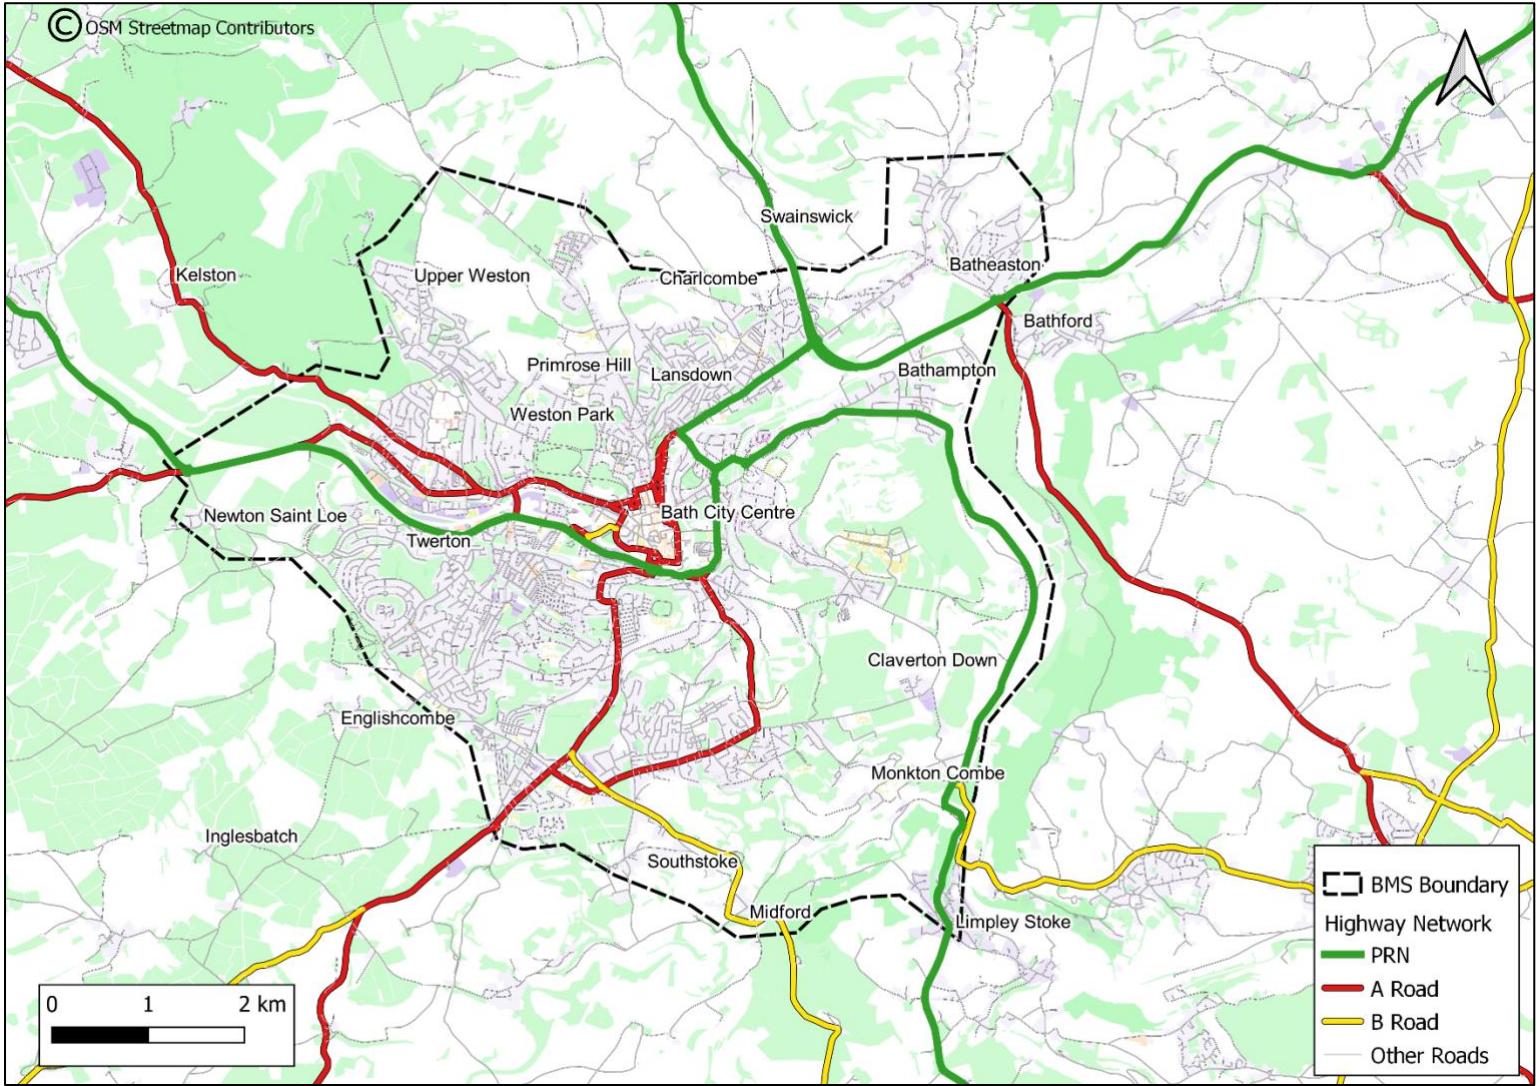 © OSM Streetmap Contributors
Swainswick
Kelston
Upper Weston
Charlcombe
Batheaston
Bathford
Primrose Hill
Lansdown
Bathampton
Weston Park
Newton Saint Loe
Bath City Centre
Twerton
Claverton Down
Englishcombe
Monkton Combe
Inglesbatch
Southstoke
Midford
Limpley Stoke
0 1 2 km
BMS Boundary
Highway Network
PRN
A Road
B Road
Other Roads